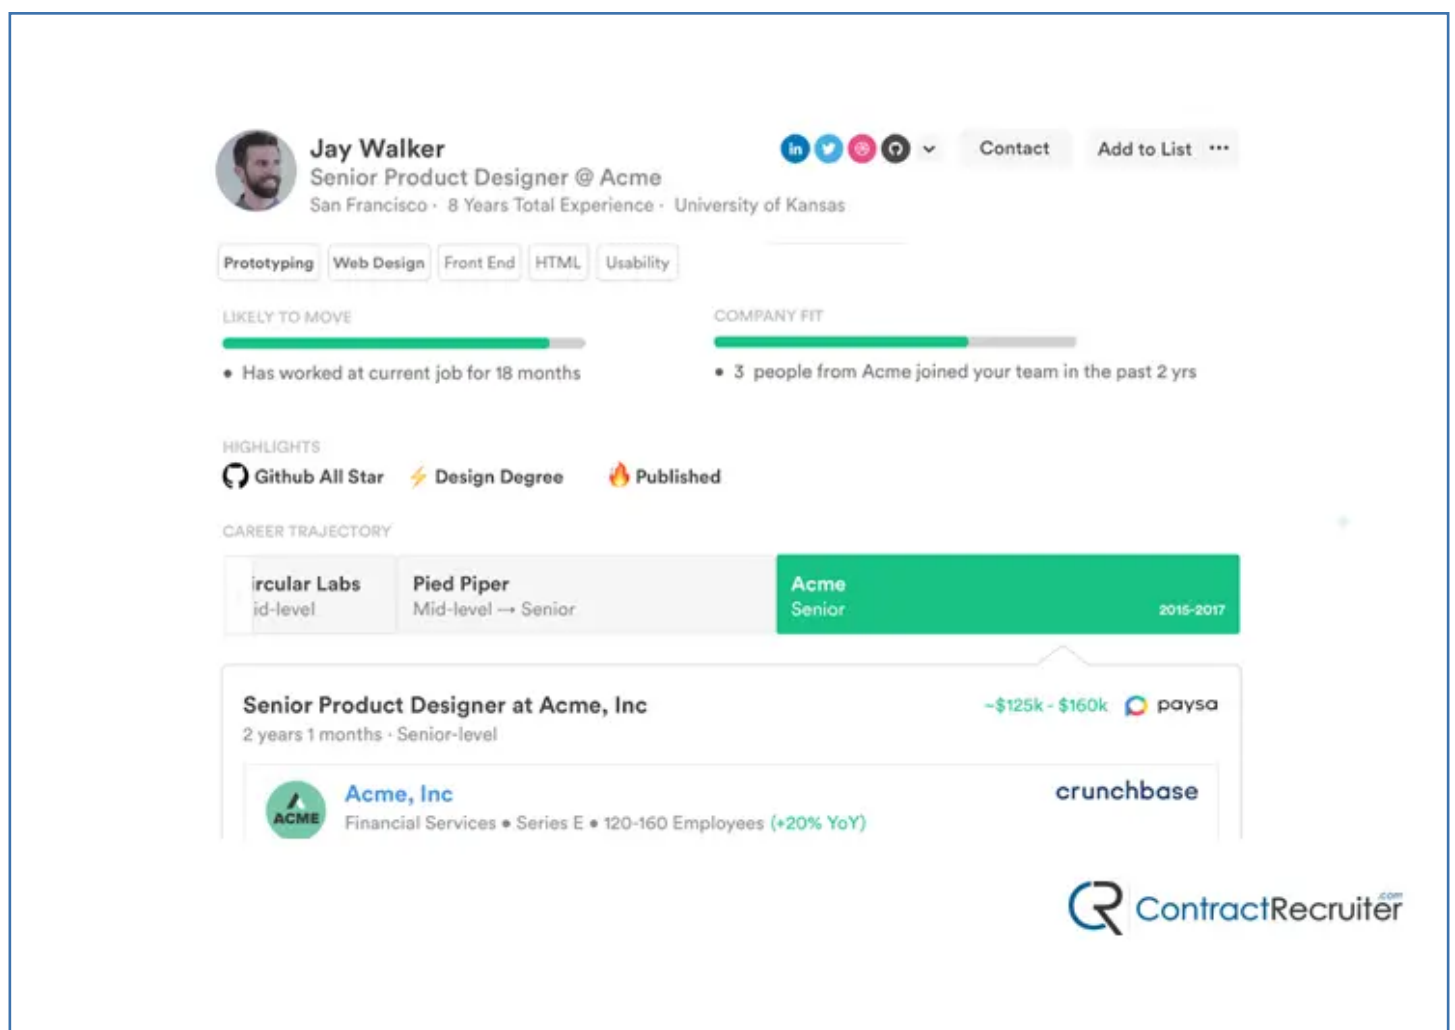 Jay Walker
Senior Product Designer @ Acme
San Francisco · 8 Years Total Experience · University of Kansas
in
Contact
Add to List ···
Prototyping Web Design Front End HTML Usability
LIKELY TO MOVE
• Has worked at current job for 18 months
COMPANY FIT
• 3 people from Acme joined your team in the past 2 yrs
HIGHLIGHTS
Github All Star Design Degree Published
CAREER TRAJECTORY
ircular Labs
id-level
Pied Piper
Mid-level → Senior
Acme
Senior 2015-2017
Senior Product Designer at Acme, Inc
2 years 1 months · Senior-level
~$125k - $160k paysa
ACME
Acme, Inc
Financial Services • Series E • 120-160 Employees (+20% YoY)
crunchbase
CR ContractRecruiter.com